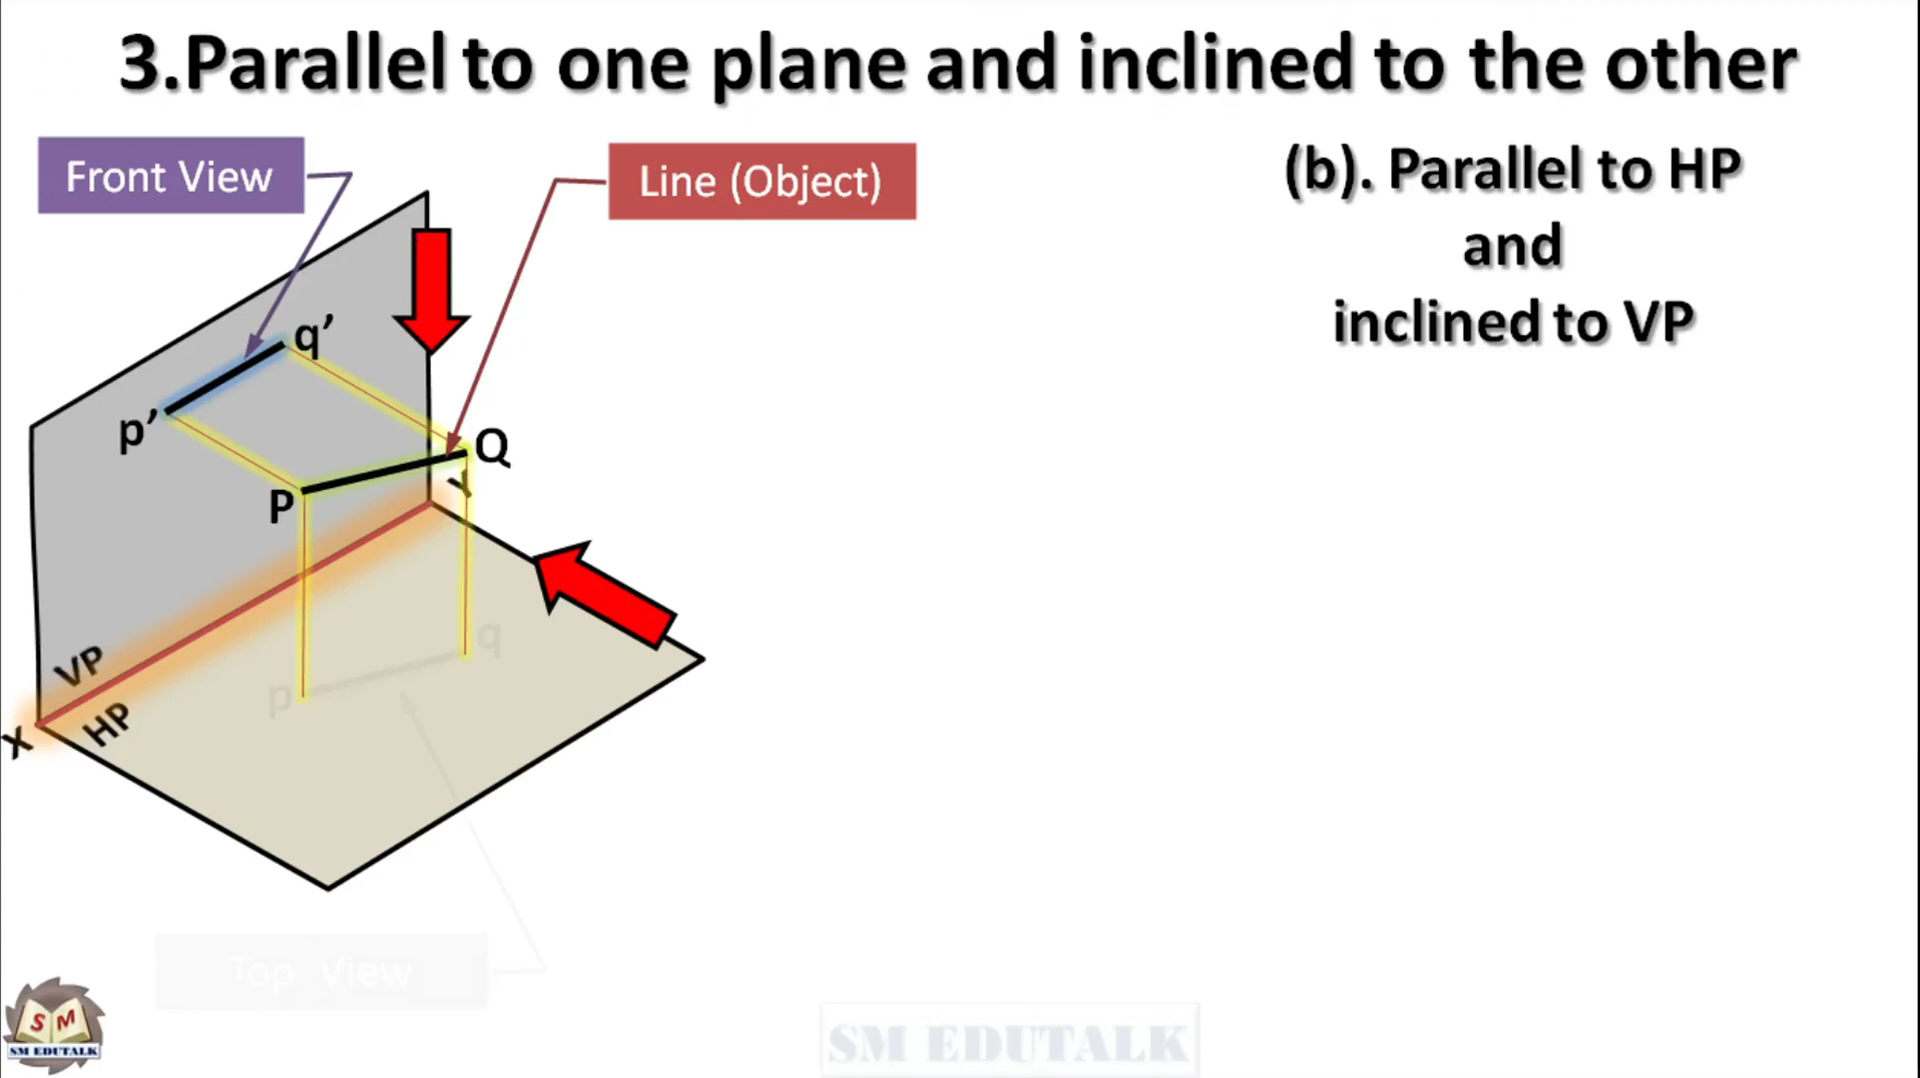 3.Parallel to one plane and inclined to the other
Front View
Line (Object)
(b). Parallel to HP
and
inclined to VP
q’
p’
Q
P
Y
q
p
VP
HP
X
Top View
S M
SM EDUTALK
SM EDUTALK